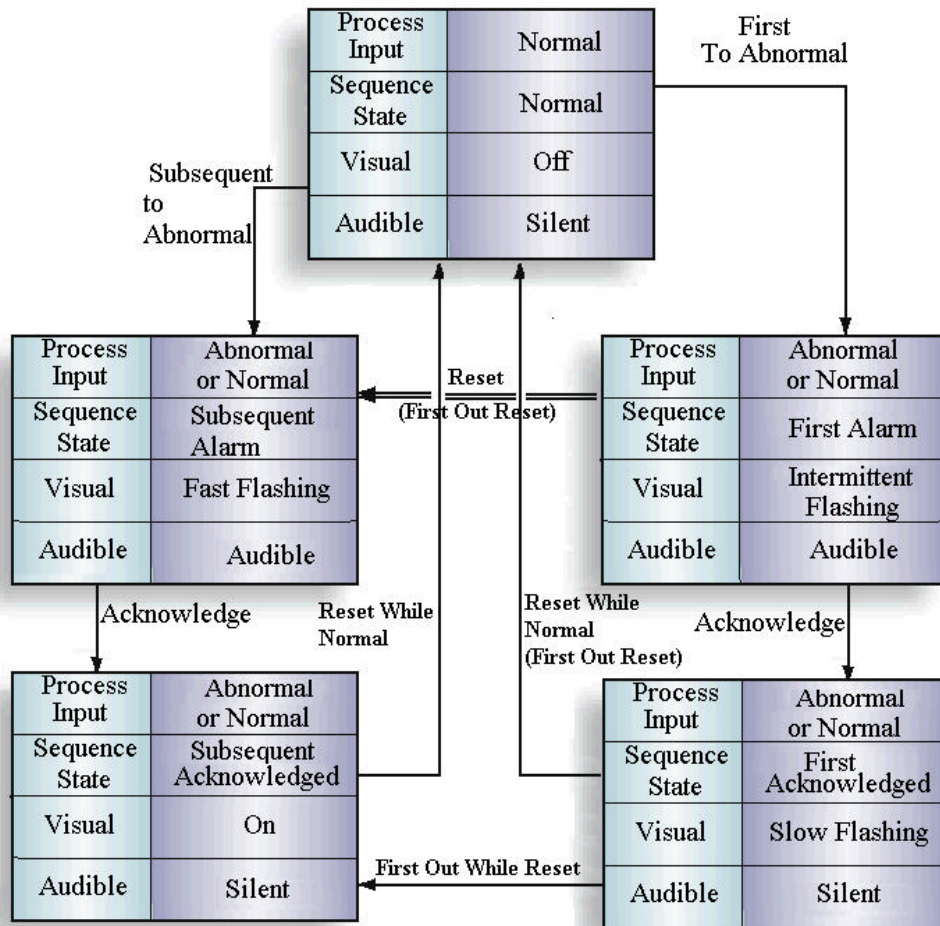 Process Input
Normal
Sequence State
Normal
Visual
Off
Audible
Silent
First
To Abnormal
Subsequent
to
Abnormal
Process Input
Abnormal or Normal
Sequence State
Subsequent Alarm
Visual
Fast Flashing
Audible
Audible
Reset
(First Out Reset)
Process Input
Abnormal or Normal
Sequence State
First Alarm
Visual
Intermittent Flashing
Audible
Audible
Acknowledge
Reset While
Normal
Reset While
Normal
(First Out Reset)
Acknowledge
Process Input
Abnormal or Normal
Sequence State
Subsequent Acknowledged
Visual
On
Audible
Silent
First Out While Reset
Process Input
Abnormal or Normal
Sequence State
First Acknowledged
Visual
Slow Flashing
Audible
Silent